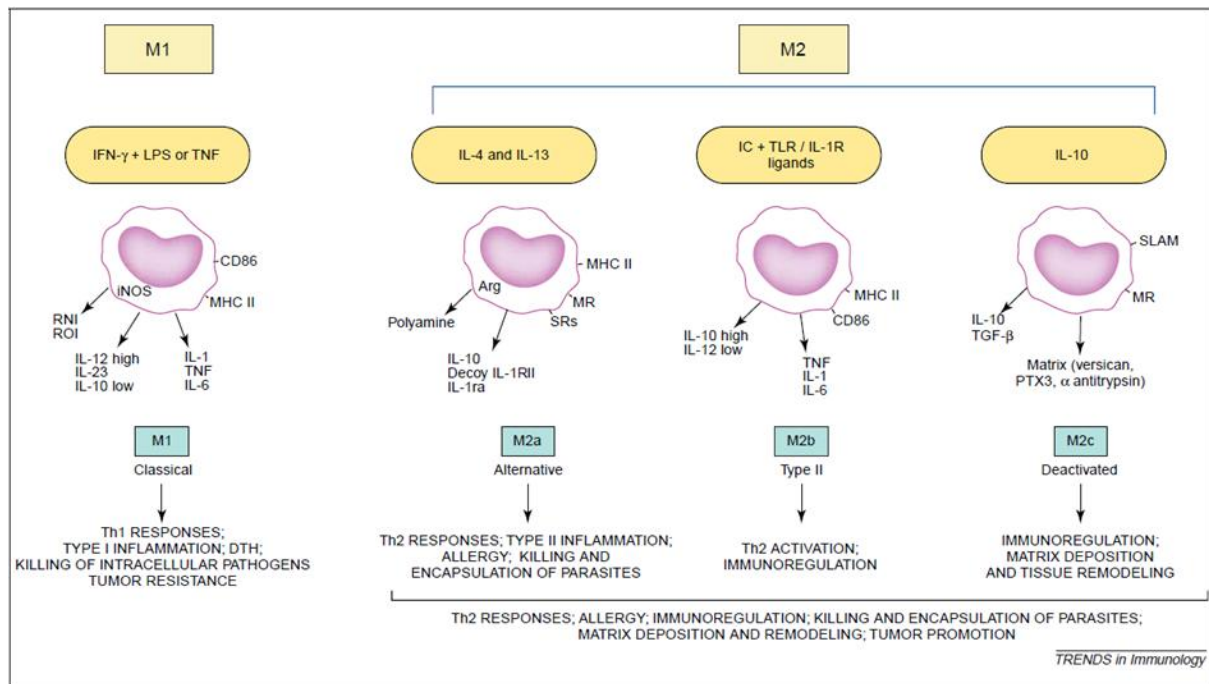 M1
M2
IFN-γ + LPS or TNF
IL-4 and IL-13
IC + TLR / IL-1R
ligands
IL-10
CD86
MHC II
iNOS
RNI
ROI
IL-12 high
IL-23
IL-10 low
IL-1
TNF
IL-6
MHC II
MR
SRs
Arg
Polyamine
IL-10
Decoy IL-1RII
IL-1ra
MHC II
CD86
IL-10 high
IL-12 low
TNF
IL-1
IL-6
SLAM
MR
IL-10
TGF-β
Matrix (versican,
PTX3, α antitrypsin)
M1
Classical
M2a
Alternative
M2b
Type II
M2c
Deactivated
Th1 RESPONSES;
TYPE I INFLAMMATION; DTH;
KILLING OF INTRACELLULAR PATHOGENS
TUMOR RESISTANCE
Th2 RESPONSES; TYPE II INFLAMMATION;
ALLERGY; KILLING AND
ENCAPSULATION OF PARASITES
Th2 ACTIVATION;
IMMUNOREGULATION
IMMUNOREGULATION;
MATRIX DEPOSITION
AND TISSUE REMODELING
Th2 RESPONSES; ALLERGY; IMMUNOREGULATION; KILLING AND ENCAPSULATION OF PARASITES;
MATRIX DEPOSITION AND REMODELING; TUMOR PROMOTION
TRENDS in Immunology